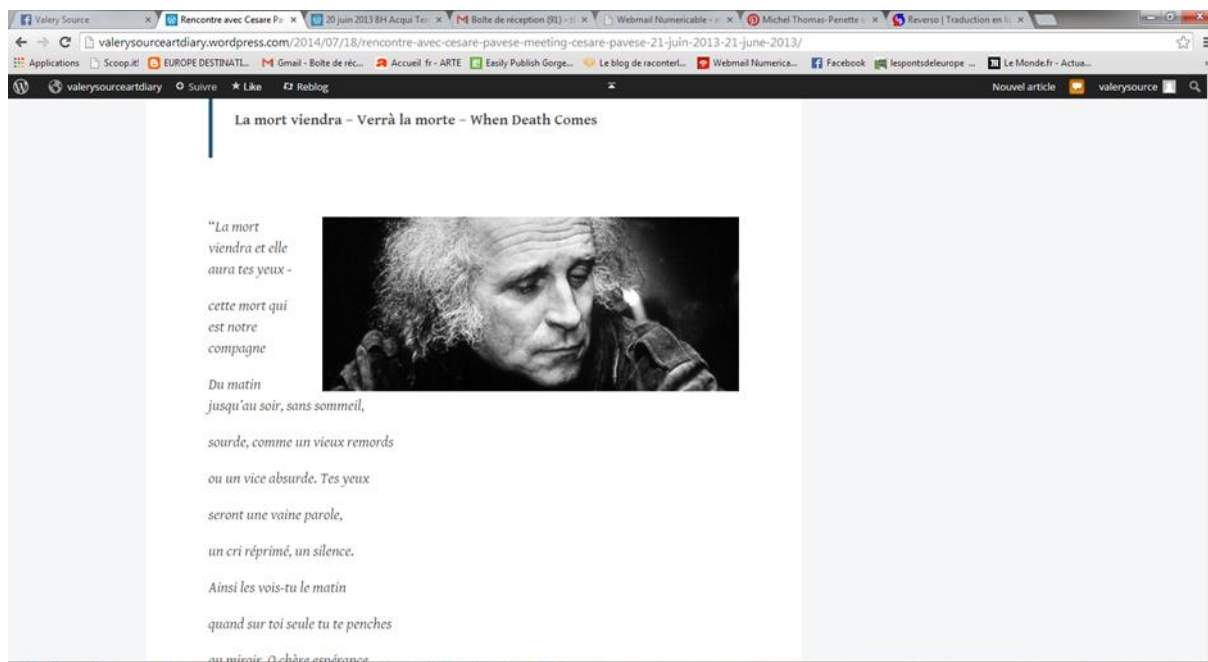 Valery Source
Rencontre avec Cesare Pa
20 juin 2013 8H Acqui Ter
Boîte de réception (91) -
Webmail Numericable -
Michel Thomas-Penette
Reverso | Traduction en li
valerysourceartdiary.wordpress.com/2014/07/18/rencontre-avec-cesare-pavese-meeting-cesare-pavese-21-juin-2013-21-june-2013/
Applications
Scoop.it!
EUROPE DESTINATI...
Gmail - Boîte de réc...
Accueil fr - ARTE
Easily Publish Gorge...
Le blog de raconterl...
Webmail Numerica...
Facebook
lespontsdeleurope ...
Le Monde.fr - Actua...
valerysourceartdiary
Suivre
Like
Reblog
Nouvel article
valerysource
La mort viendra – Verrà la morte – When Death Comes
“La mort
viendra et elle
aura tes yeux -
cette mort qui
est notre
compagne
Du matin
jusqu’au soir, sans sommeil,
sourde, comme un vieux remords
ou un vice absurde. Tes yeux
seront une vaine parole,
un cri réprimé, un silence.
Ainsi les vois-tu le matin
quand sur toi seule tu te penches
au miroir. O chère espérance